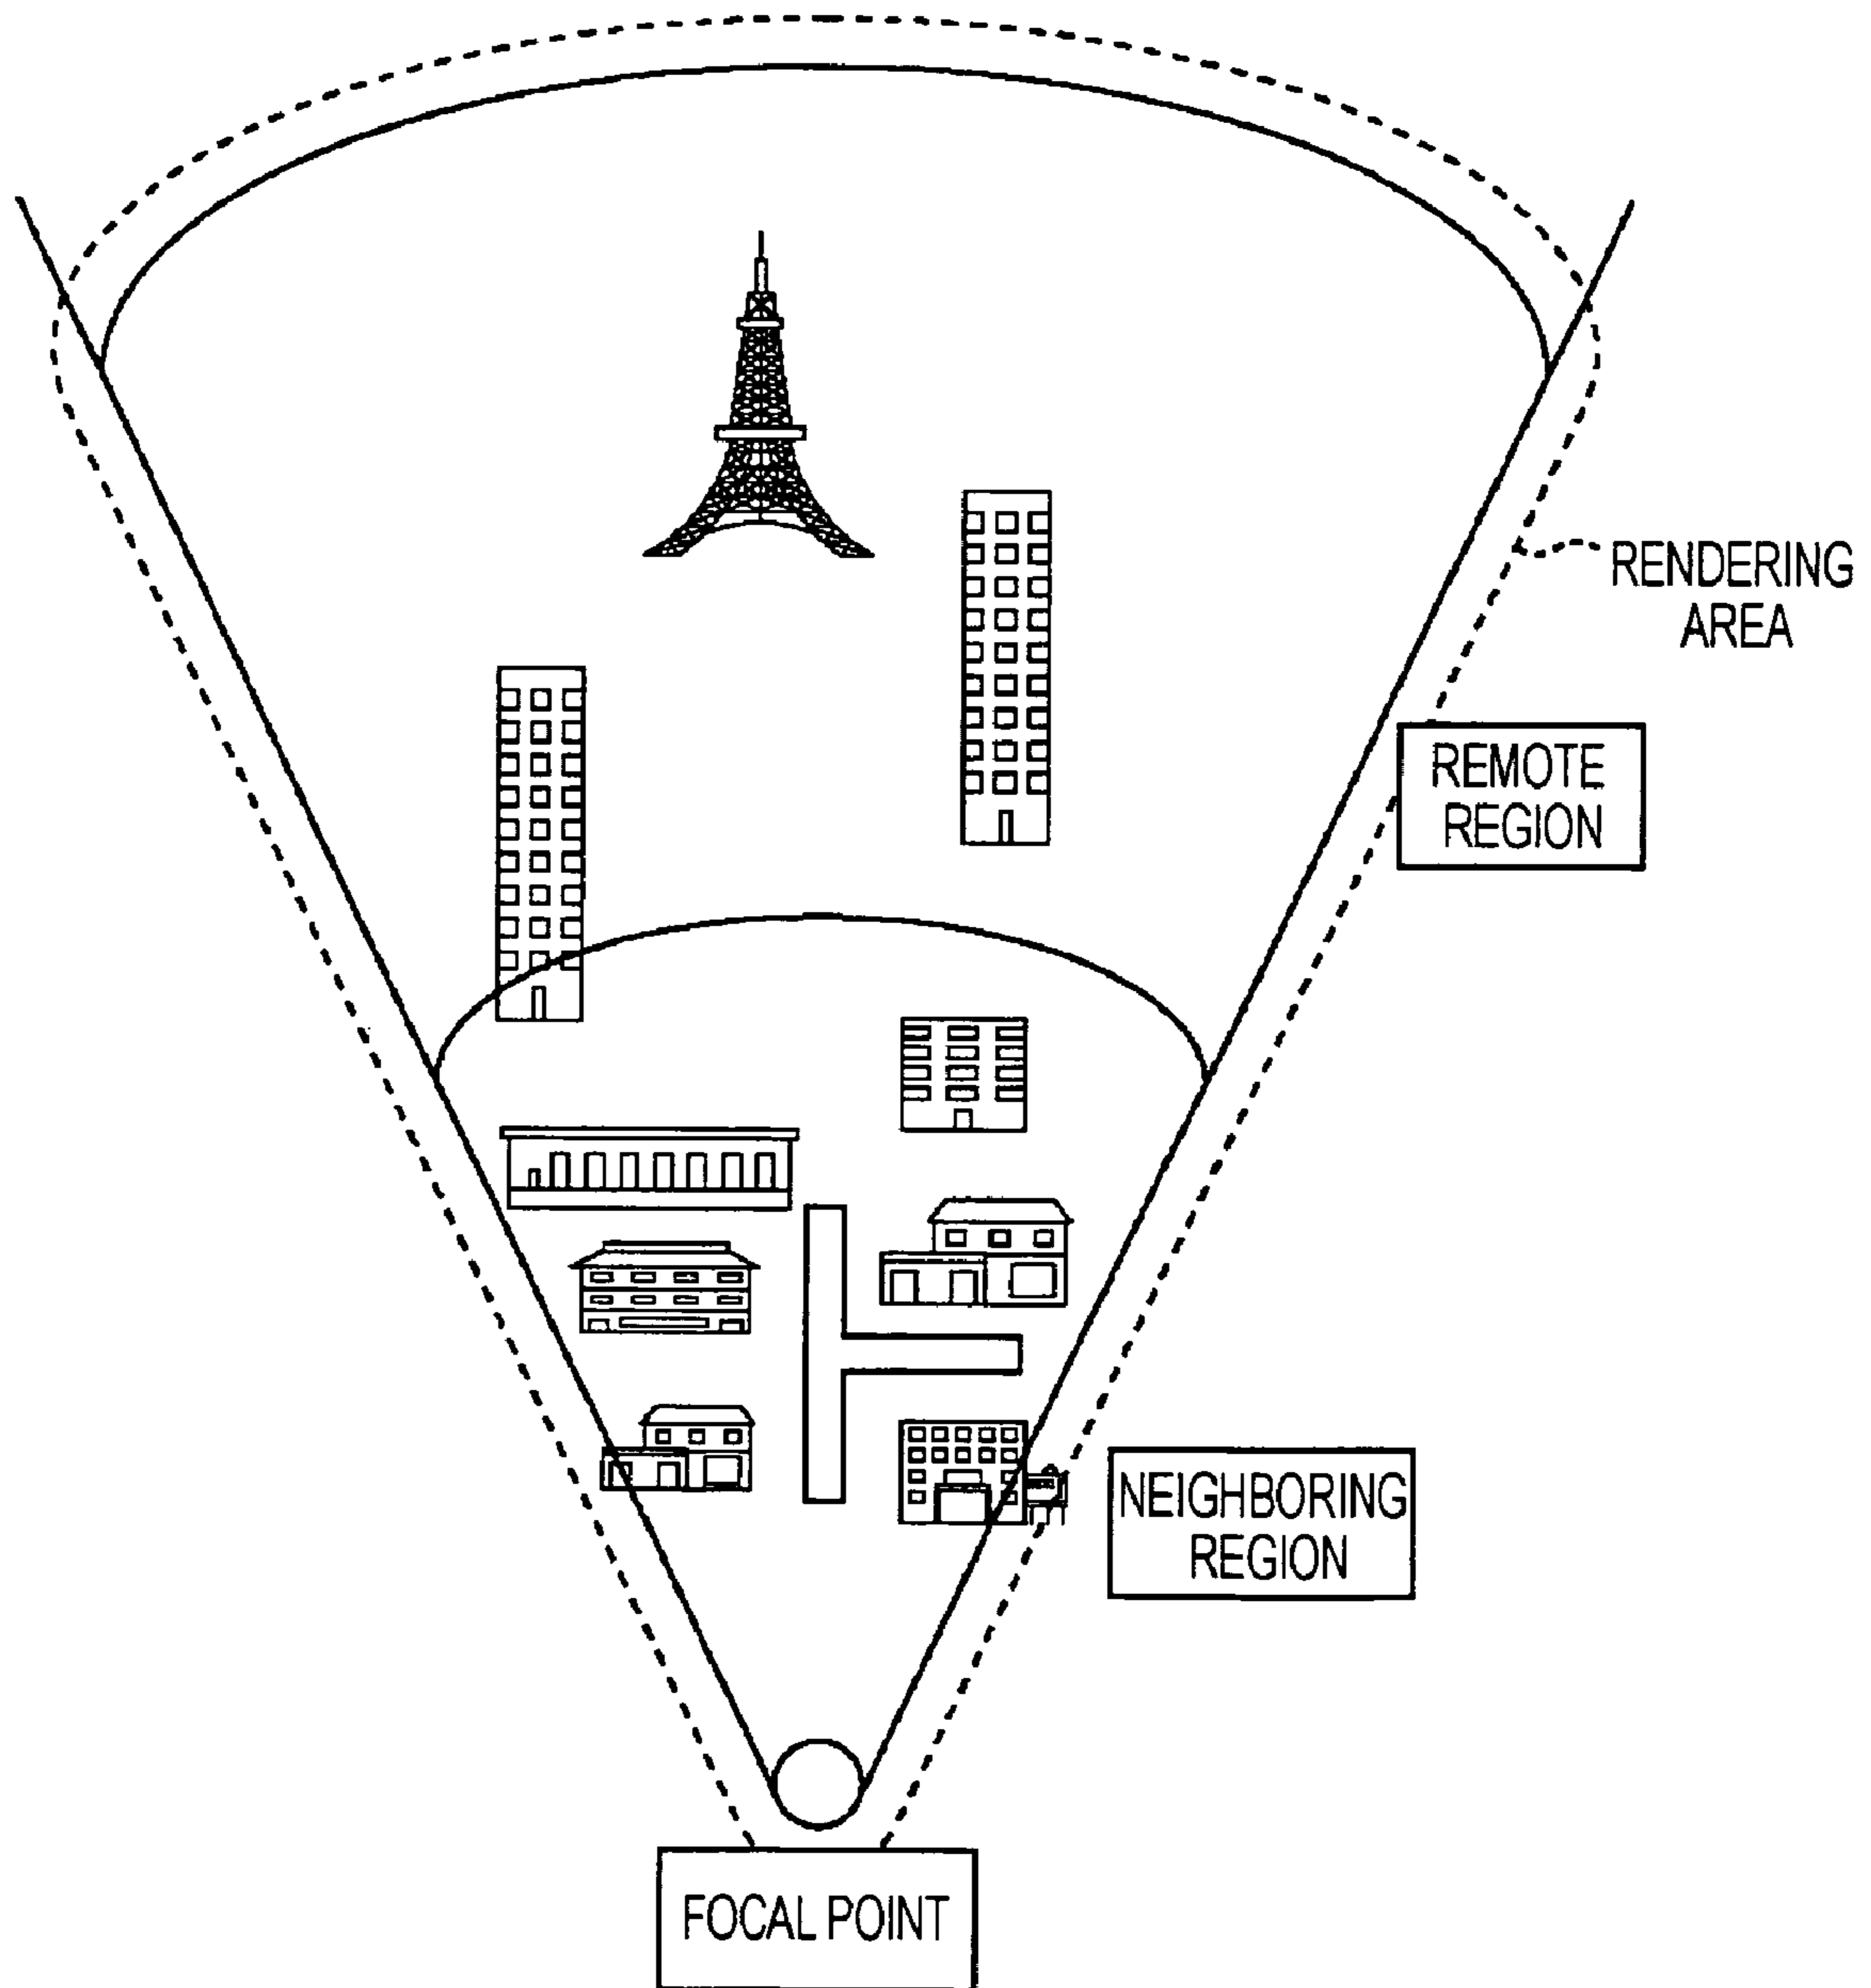 RENDERING
AREA
REMOTE
REGION
NEIGHBORING
REGION
FOCAL POINT